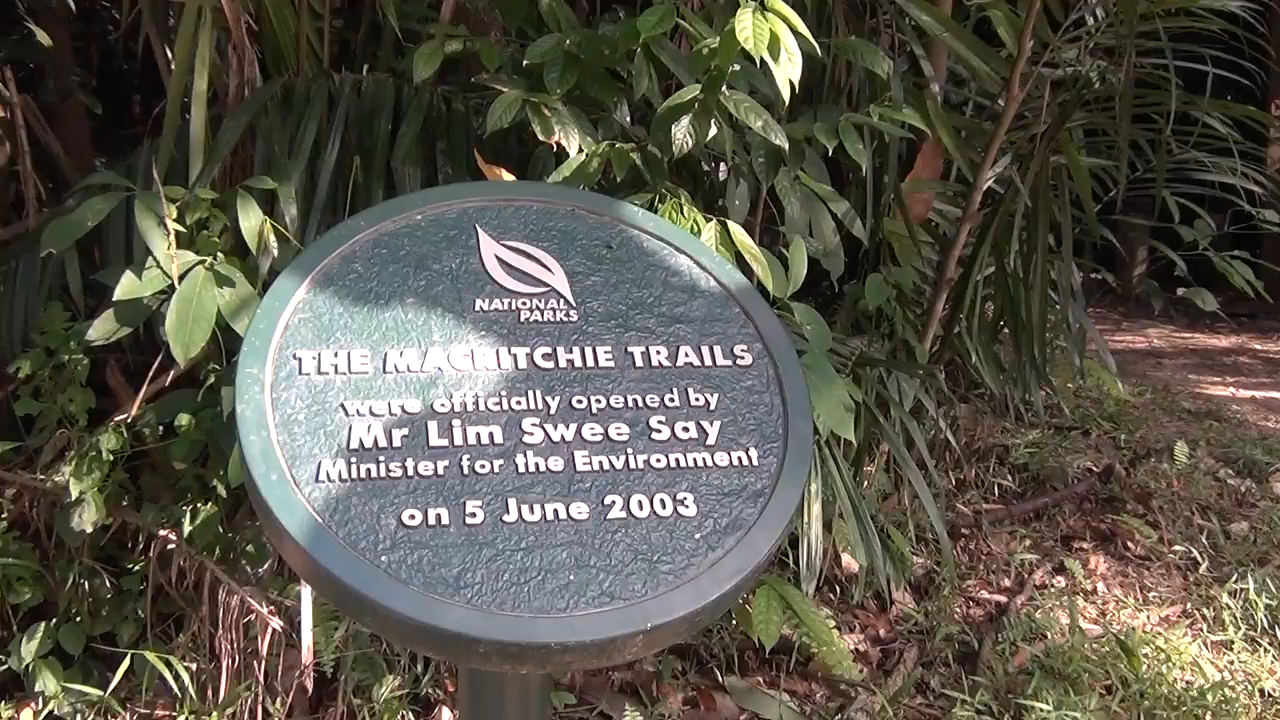 NATIONAL
PARKS
THE MACRITCHIE TRAILS
were officially opened by
Mr Lim Swee Say
Minister for the Environment
on 5 June 2003